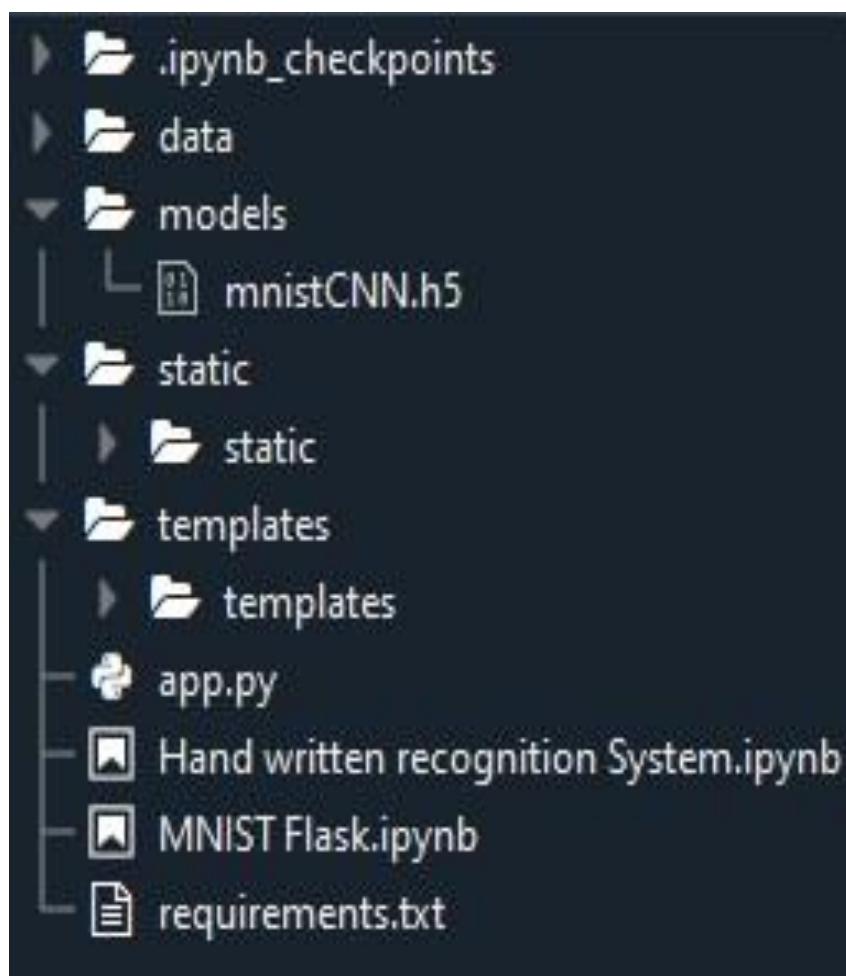 .ipynb_checkpoints
data
models
mnistCNN.h5
static
static
templates
templates
app.py
Hand written recognition System.ipynb
MNIST Flask.ipynb
requirements.txt